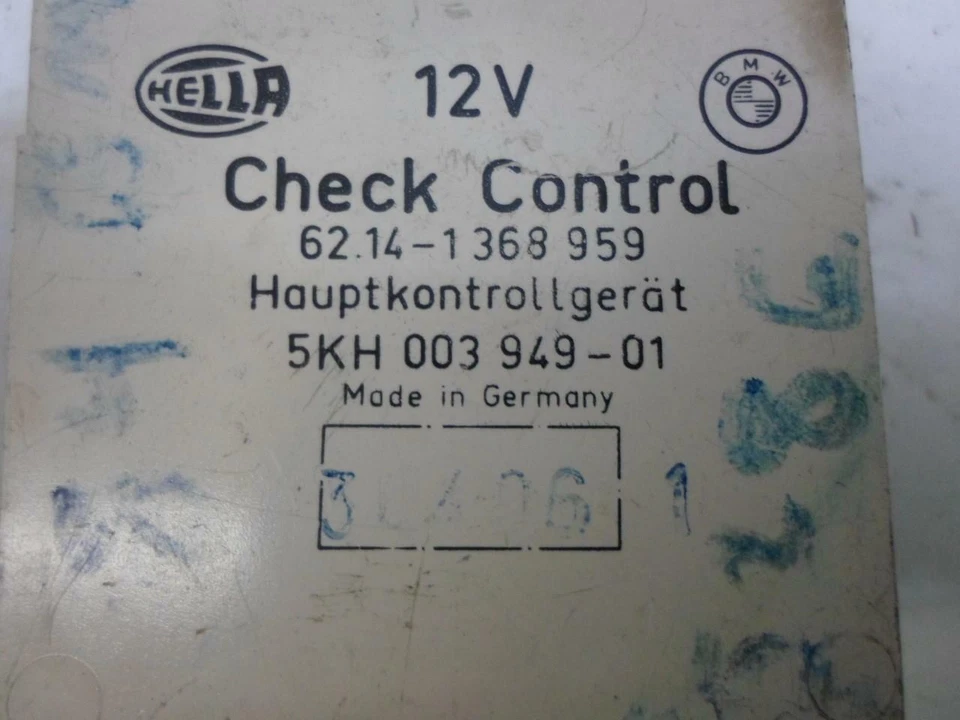 HELLA 12V BMW
Check Control
62.14-1 368 959
Hauptkontrollgerät
5KH 003 949-01
Made in Germany